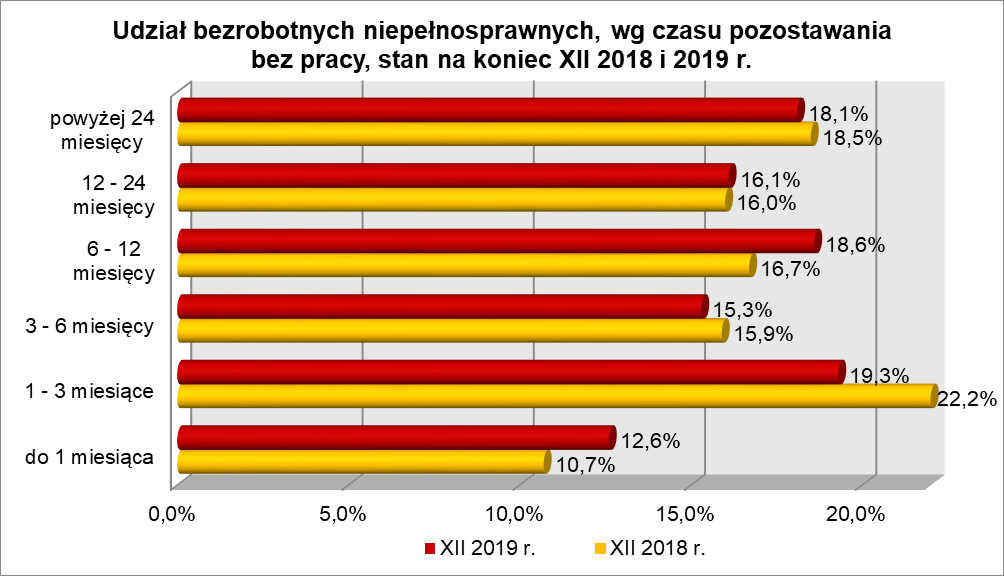 Udział bezrobotnych niepełnosprawnych, wg czasu pozostawania
bez pracy, stan na koniec XII 2018 i 2019 r.
powyżej 24
miesięcy
18,1%
18,5%
12 - 24
miesięcy
16,1%
16,0%
6 - 12
miesięcy
18,6%
16,7%
3 - 6 miesięcy
15,3%
15,9%
1 - 3 miesiące
19,3%
22,2%
do 1 miesiąca
12,6%
10,7%
0,0% 5,0% 10,0% 15,0% 20,0%
XII 2019 r. XII 2018 r.